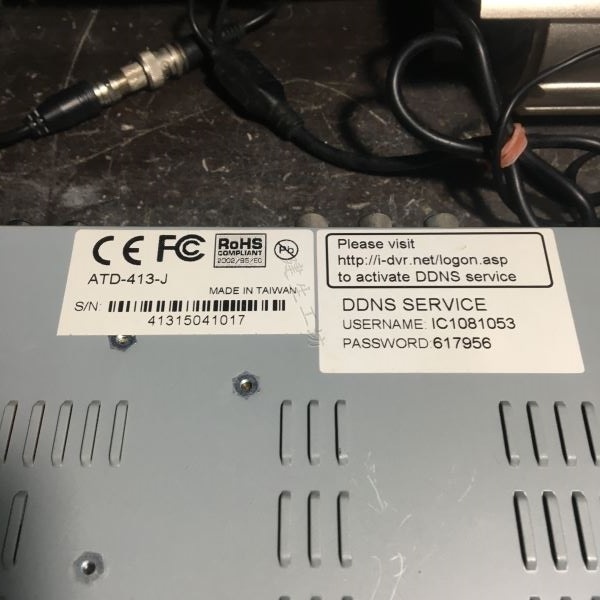 CE FC
RoHS
COMPLIANT
2002/95/EC
Pb
ATD-413-J
MADE IN TAIWAN
S/N:
41315041017
Please visit
http://i-dvr.net/logon.asp
to activate DDNS service
DDNS SERVICE
USERNAME: IC1081053
PASSWORD:617956